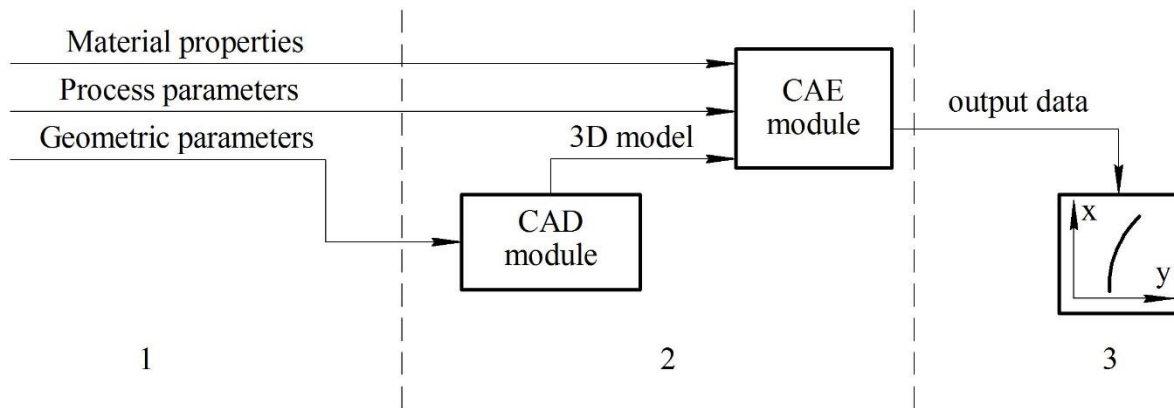 Material properties
Process parameters
Geometric parameters
3D model
CAE
module
CAD
module
output data
x
y
1
2
3